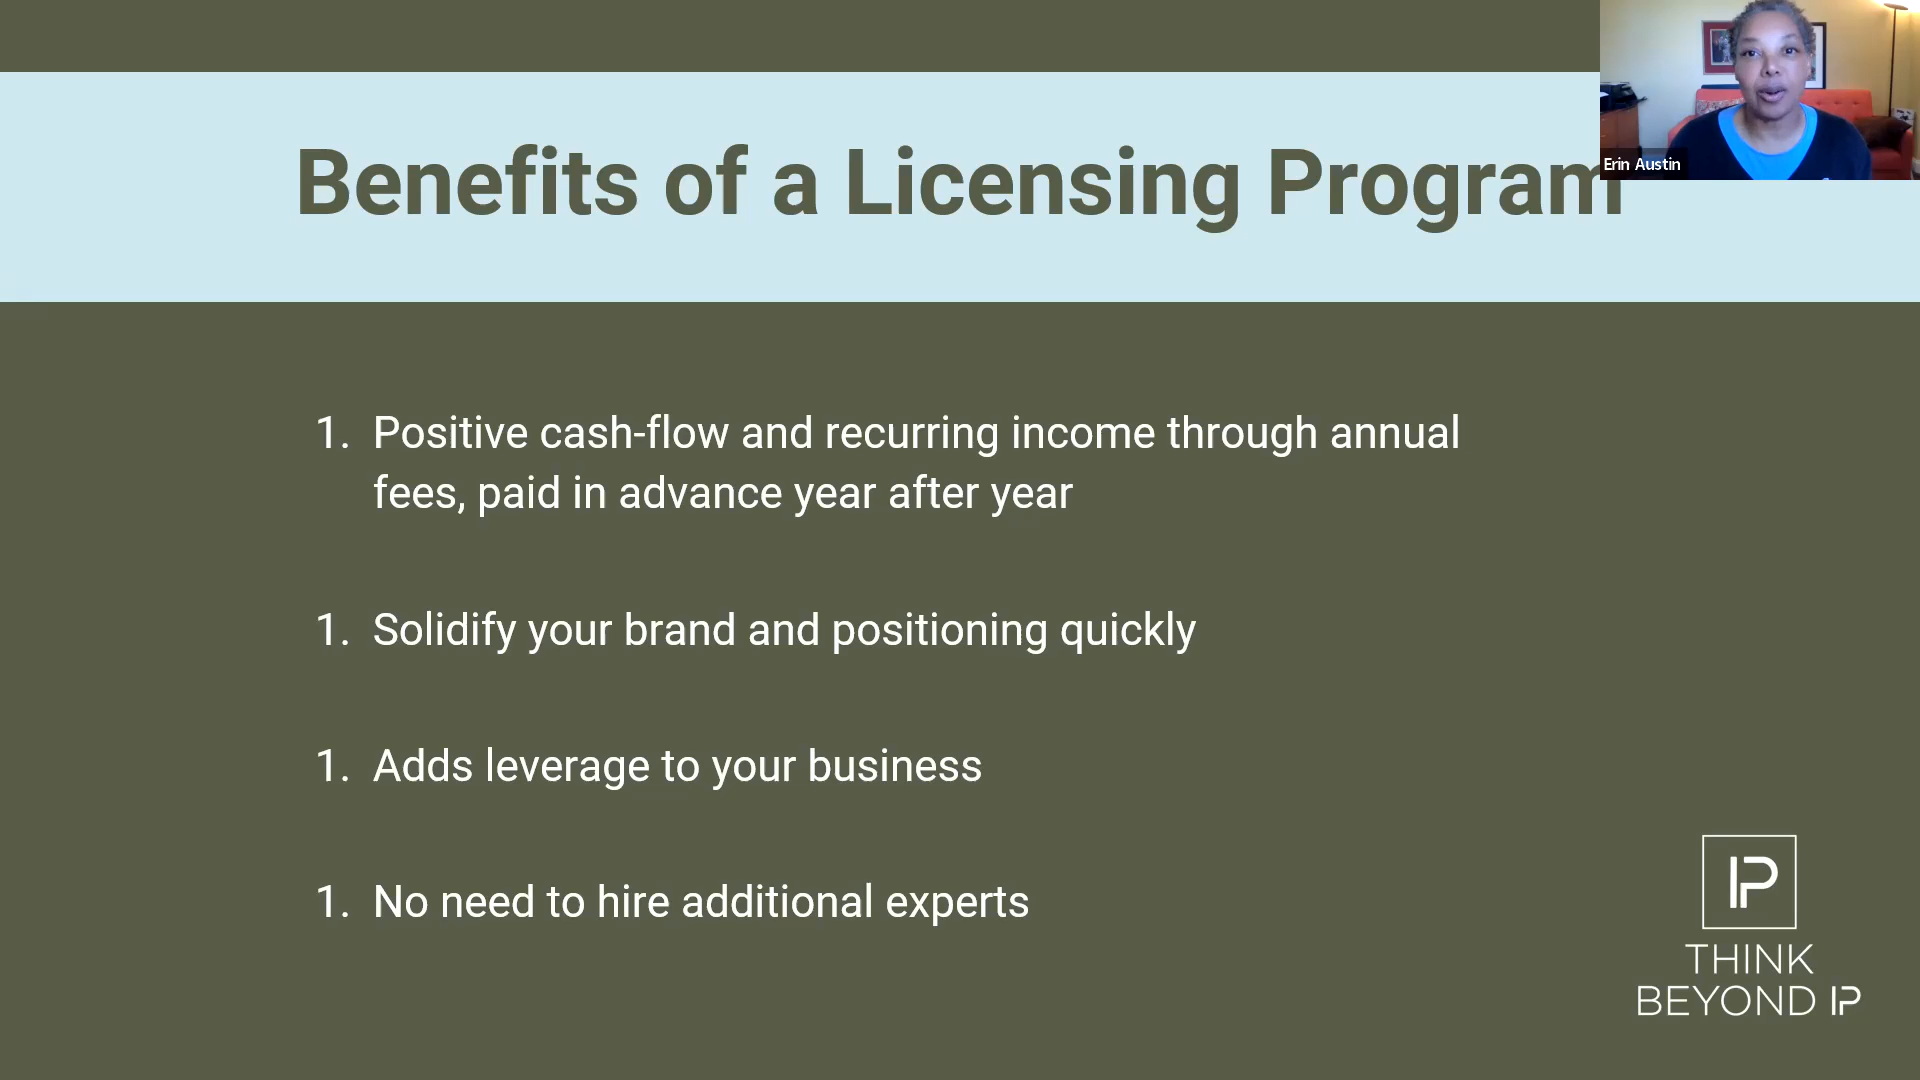 Benefits of a Licensing Program
Erin Austin
1. Positive cash-flow and recurring income through annual
fees, paid in advance year after year
1. Solidify your brand and positioning quickly
1. Adds leverage to your business
1. No need to hire additional experts
IP
THINK
BEYOND IP